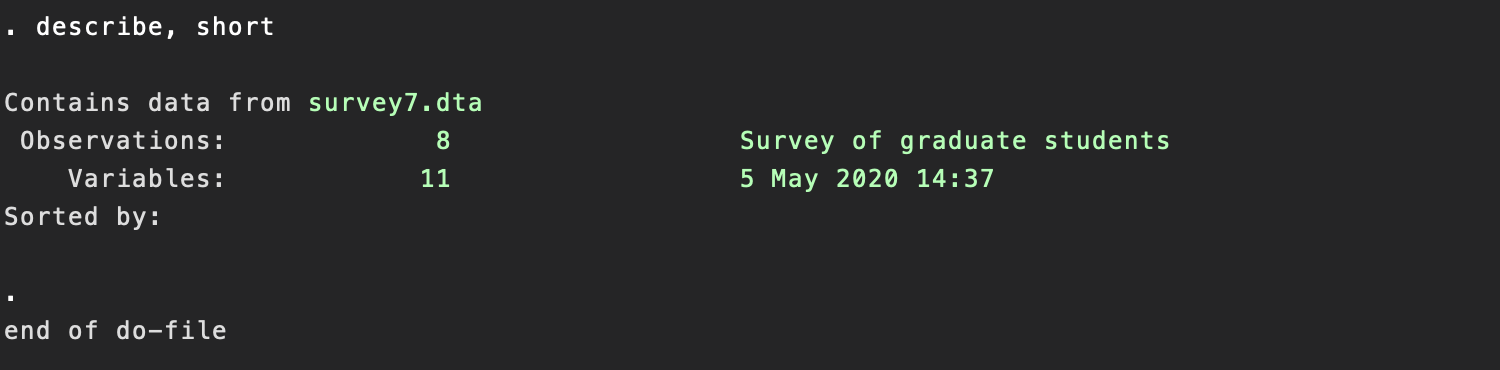 . describe, short
Contains data from survey7.dta
Observations: 8 Survey of graduate students
Variables: 11 5 May 2020 14:37
Sorted by:
.
end of do-file